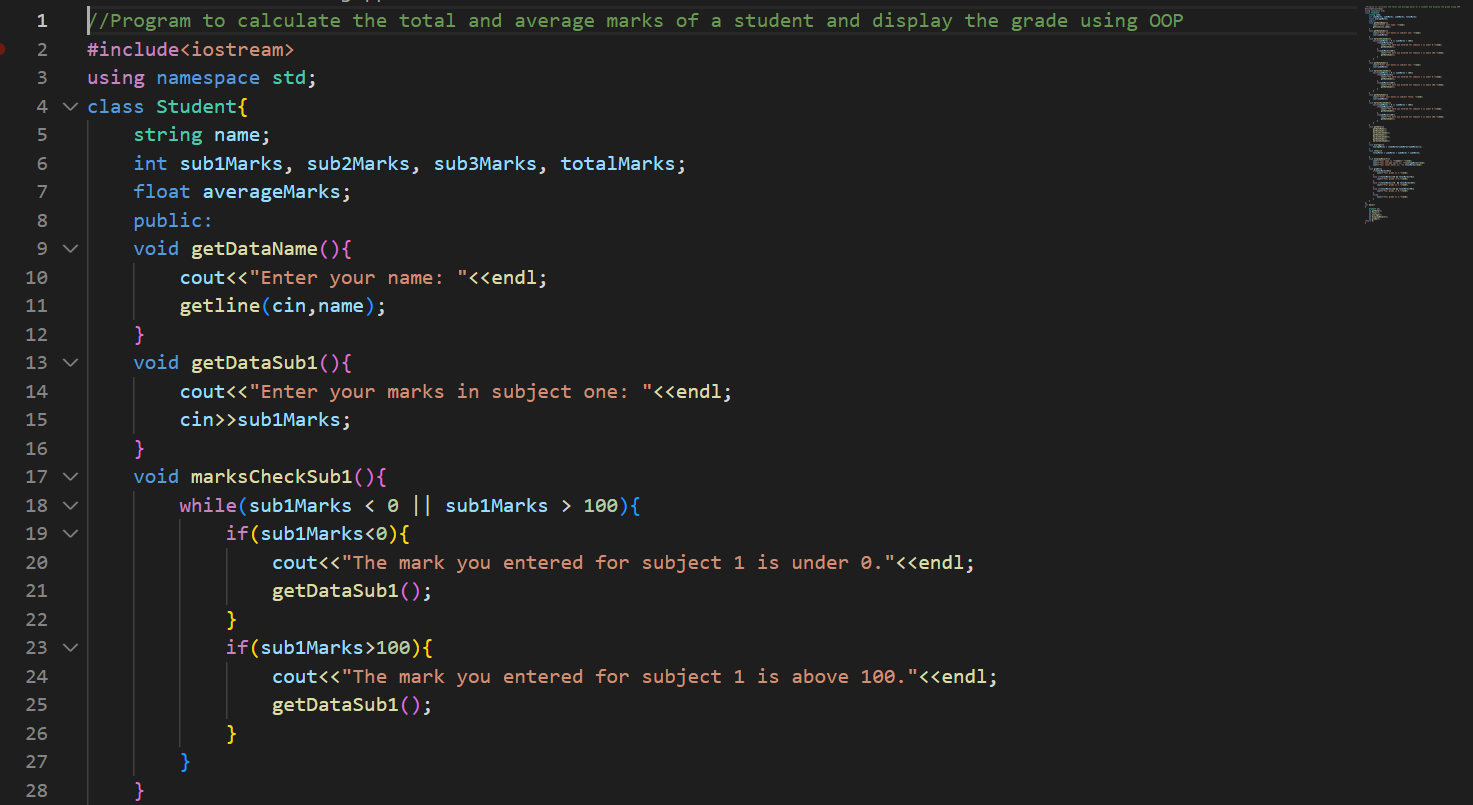 1 //Program to calculate the total and average marks of a student and display the grade using OOP
2 #include<iostream>
3 using namespace std;
4 class Student{
5     string name;
6     int sub1Marks, sub2Marks, sub3Marks, totalMarks;
7     float averageMarks;
8     public:
9     void getDataName(){
10         cout<<"Enter your name: "<<endl;
11         getline(cin,name);
12     }
13     void getDataSub1(){
14         cout<<"Enter your marks in subject one: "<<endl;
15         cin>>sub1Marks;
16     }
17     void marksCheckSub1(){
18         while(sub1Marks < 0 || sub1Marks > 100){
19             if(sub1Marks<0){
20                 cout<<"The mark you entered for subject 1 is under 0."<<endl;
21                 getDataSub1();
22             }
23             if(sub1Marks>100){
24                 cout<<"The mark you entered for subject 1 is above 100."<<endl;
25                 getDataSub1();
26             }
27         }
28     }